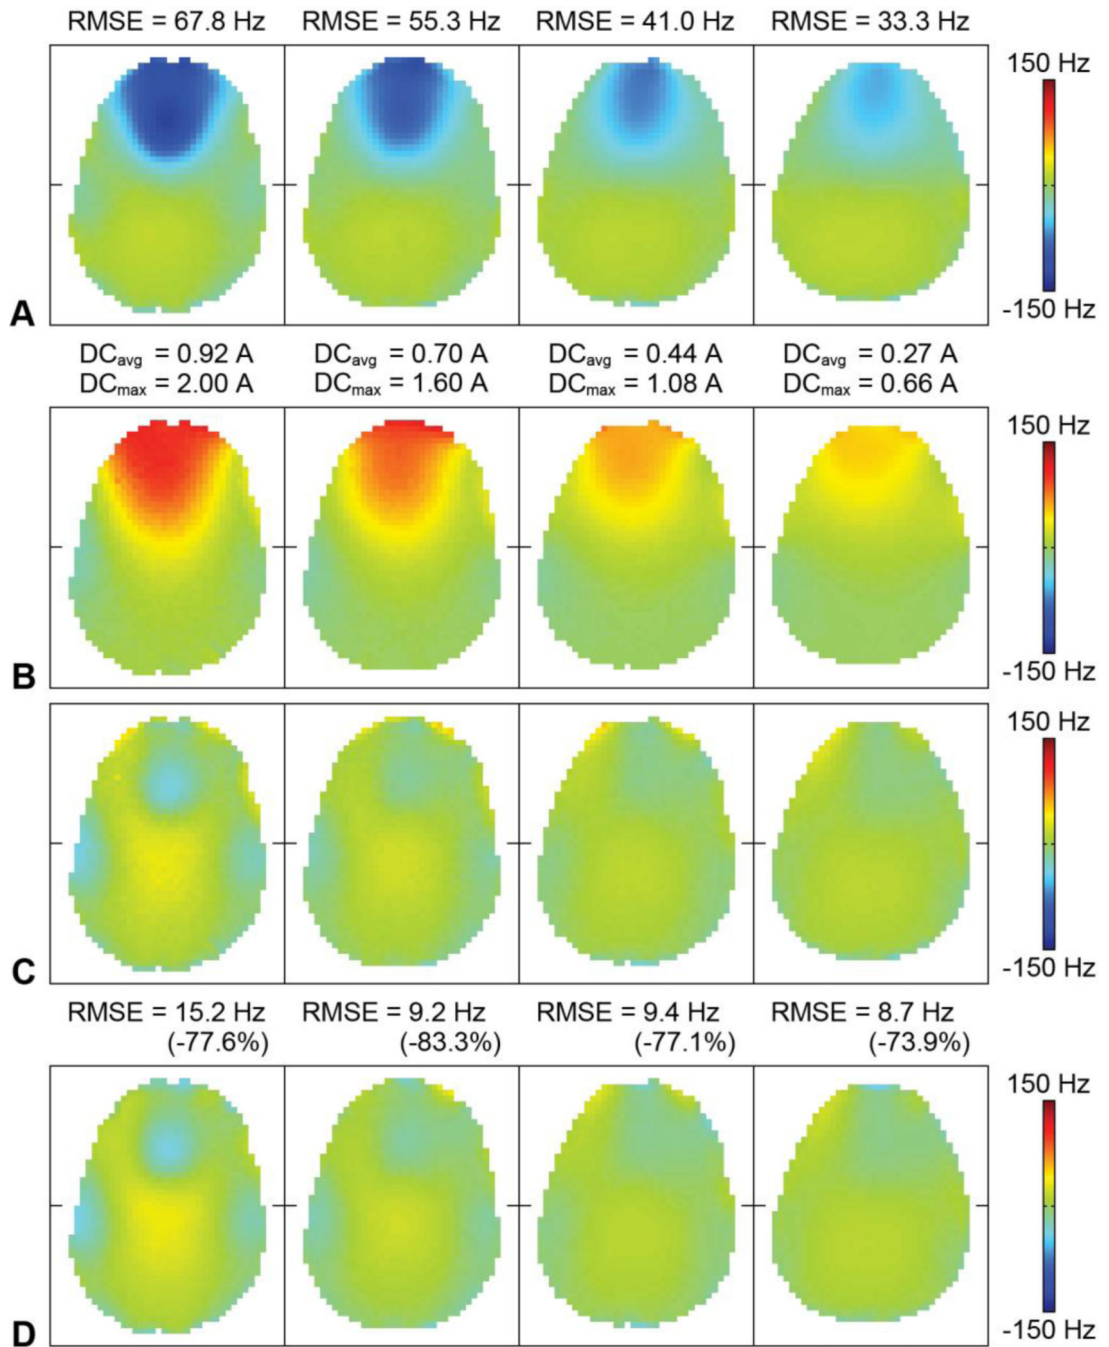 RMSE = 67.8 Hz RMSE = 55.3 Hz RMSE = 41.0 Hz RMSE = 33.3 Hz
150 Hz
-150 Hz
A
DCavg = 0.92 A DCavg = 0.70 A DCavg = 0.44 A DCavg = 0.27 A
DCmax = 2.00 A DCmax = 1.60 A DCmax = 1.08 A DCmax = 0.66 A
150 Hz
-150 Hz
B
150 Hz
-150 Hz
C
RMSE = 15.2 Hz RMSE = 9.2 Hz RMSE = 9.4 Hz RMSE = 8.7 Hz
(-77.6%) (-83.3%) (-77.1%) (-73.9%)
150 Hz
-150 Hz
D